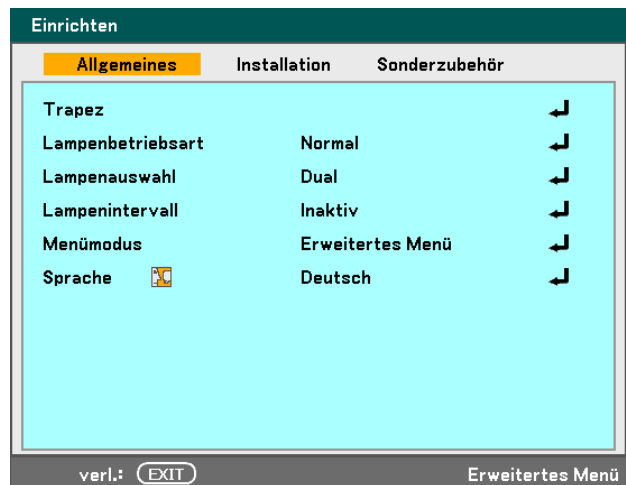 Einrichten
Allgemeines Installation Sonderzubehör
Trapez
Lampenbetriebsart Normal
Lampenauswahl Dual
Lampenintervall Inaktiv
Menümodus Erweitertes Menü
Sprache Deutsch
verl.: EXIT Erweitertes Menü